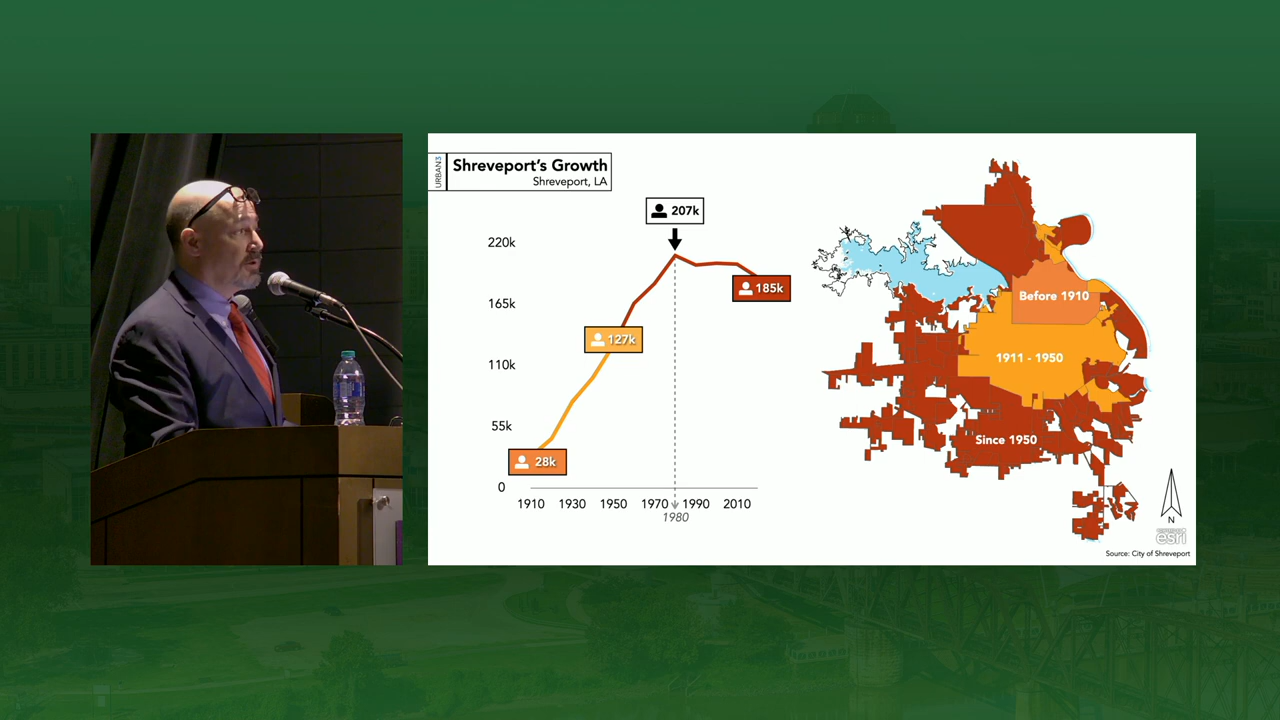 URBAN3
Shreveport's Growth
Shreveport, LA
207k
220k
185k
165k
127k
110k
55k
28k
0
1910 1930 1950 1970 1990 2010
1980
Before 1910
1911 - 1950
Since 1950
N
esri
Source: City of Shreveport